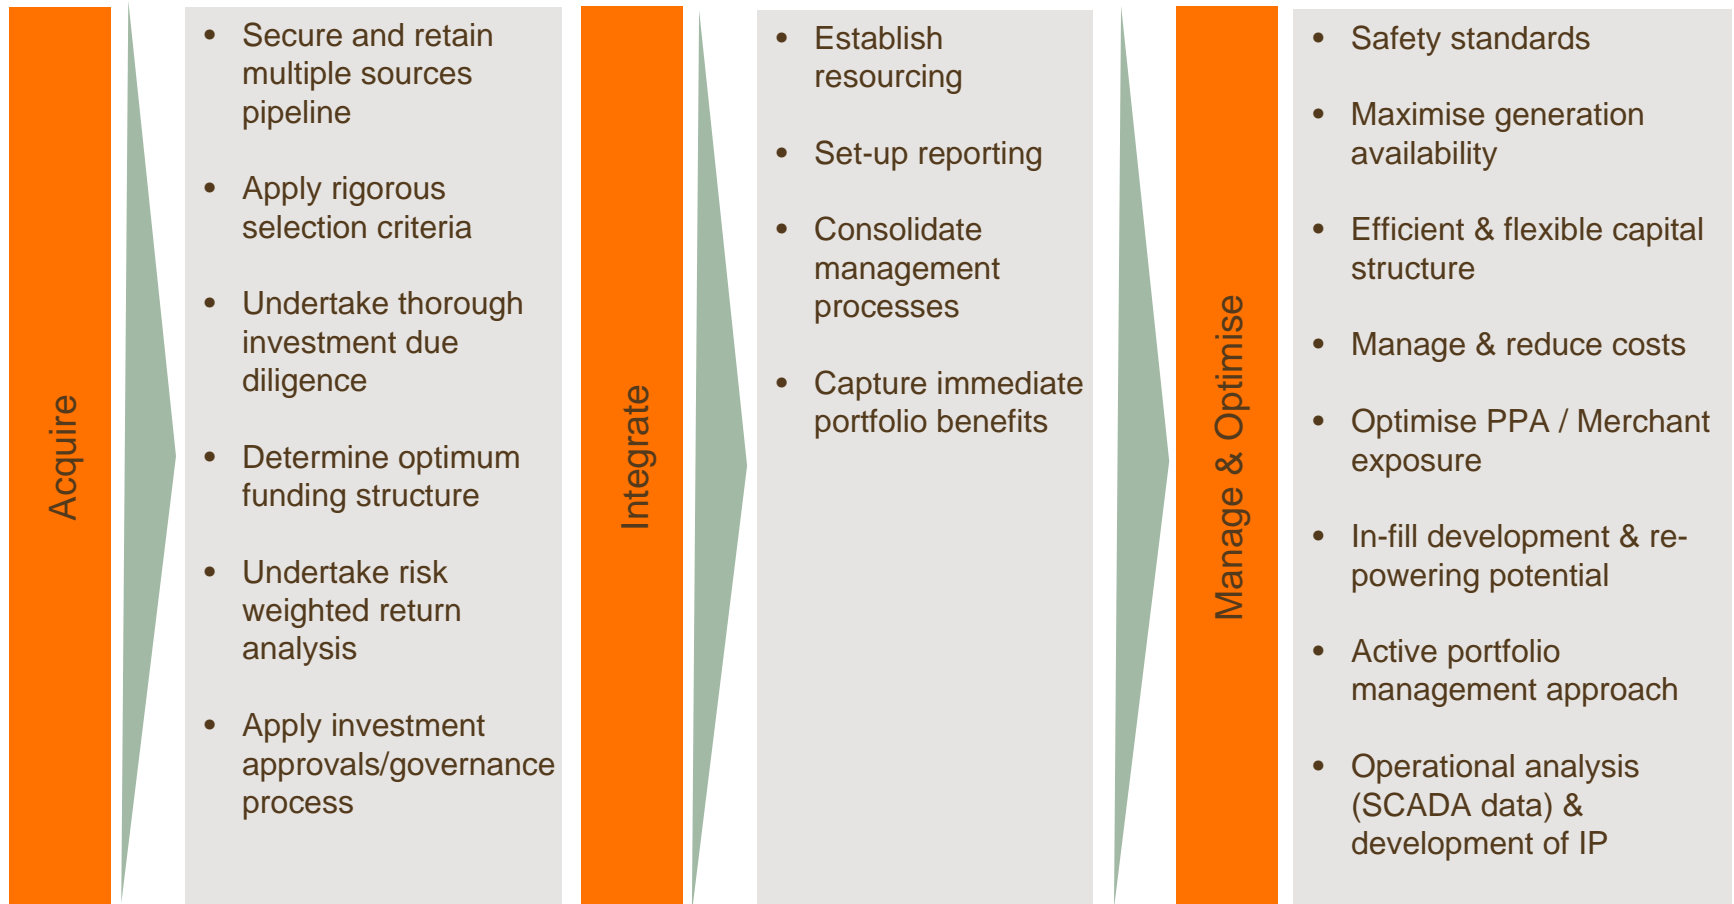 Acquire
• Secure and retain
multiple sources
pipeline
• Apply rigorous
selection criteria
• Undertake thorough
investment due
diligence
• Determine optimum
funding structure
• Undertake risk
weighted return
analysis
• Apply investment
approvals/governance
process
Integrate
• Establish
resourcing
• Set-up reporting
• Consolidate
management
processes
• Capture immediate
portfolio benefits
Manage & Optimise
• Safety standards
• Maximise generation
availability
• Efficient & flexible capital
structure
• Manage & reduce costs
• Optimise PPA / Merchant
exposure
• In-fill development & re-
powering potential
• Active portfolio
management approach
• Operational analysis
(SCADA data) &
development of IP